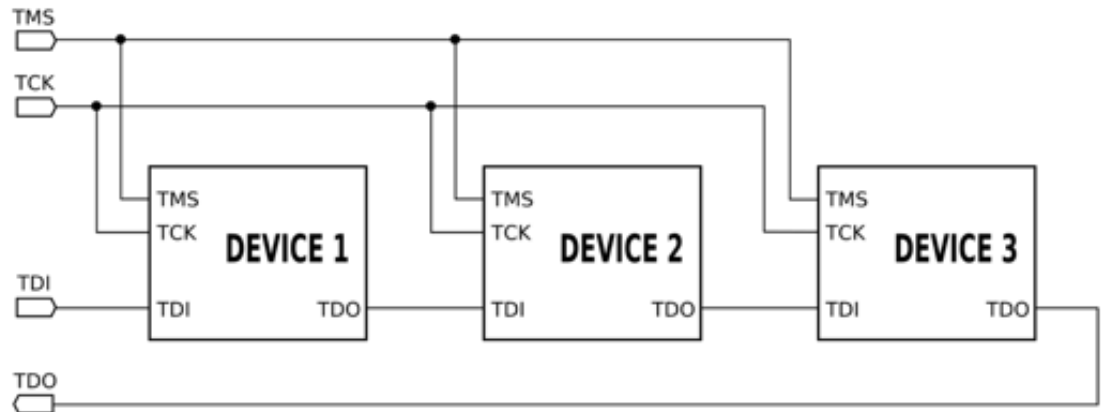 TMS
TCK
TMS
TCK
DEVICE 1
TDI
TDO
TMS
TCK
DEVICE 2
TDI
TDO
TMS
TCK
DEVICE 3
TDI
TDO
TDI
TDO